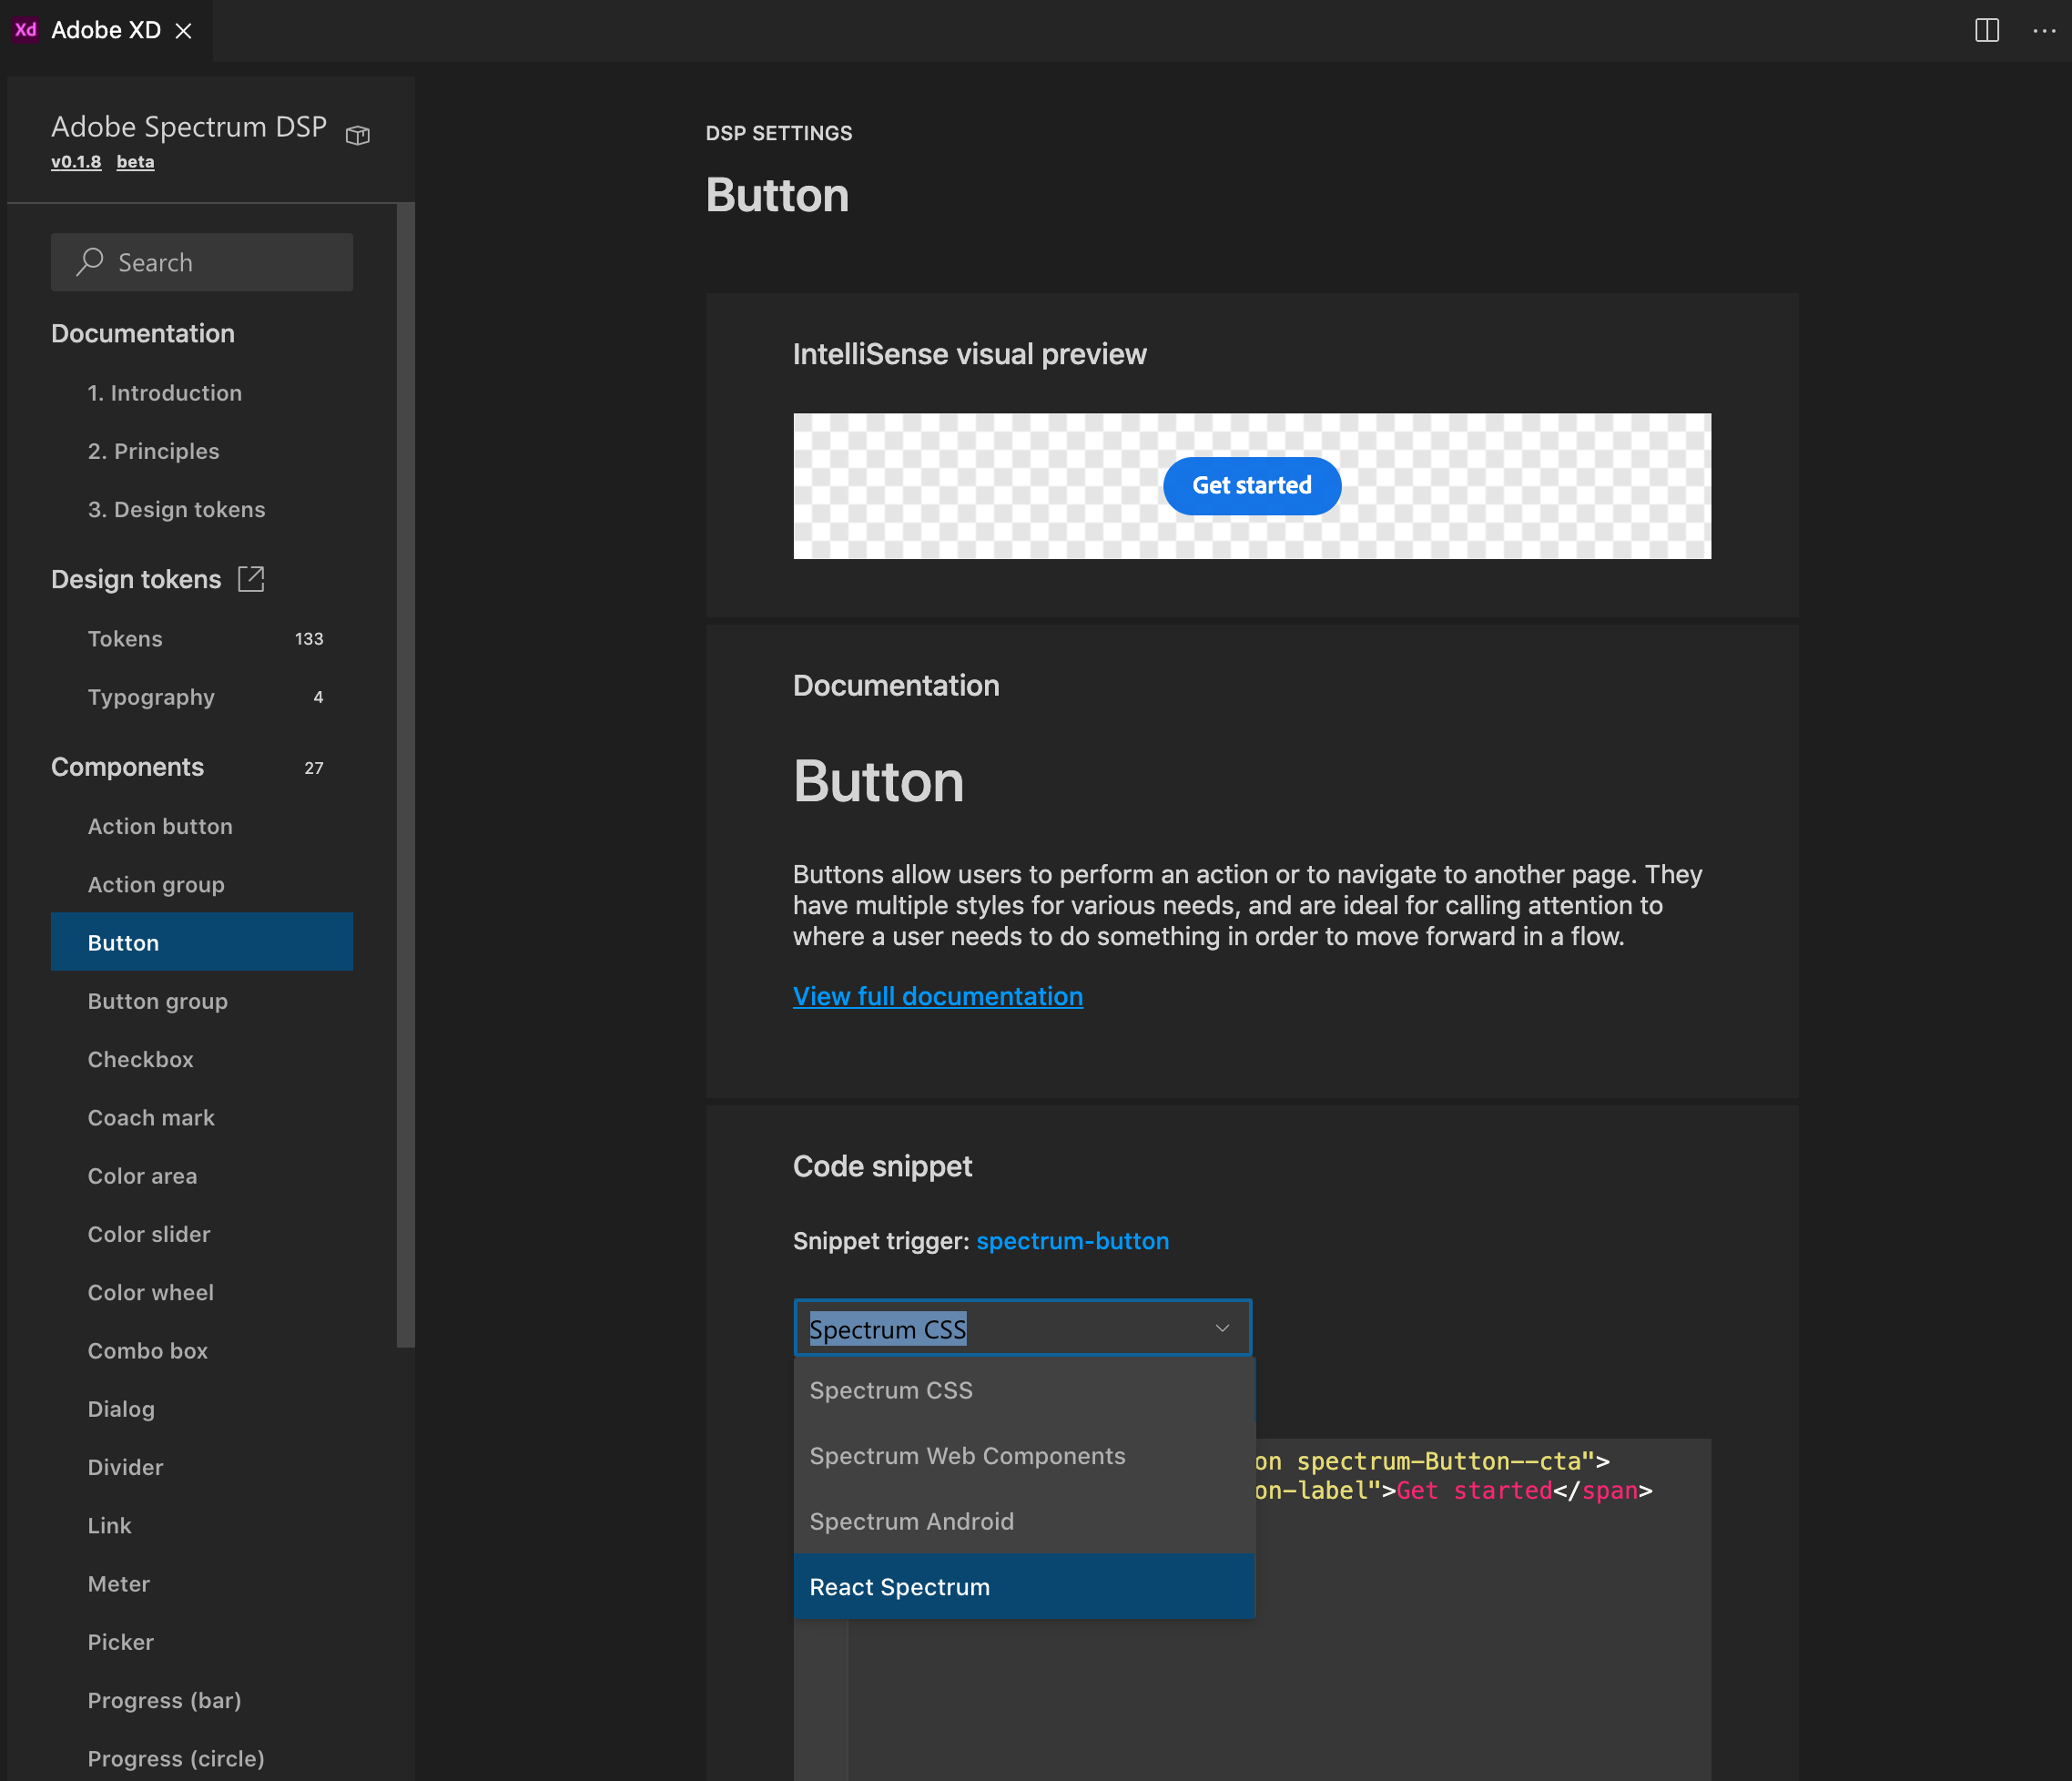 Xd Adobe XD
Adobe Spectrum DSP
v0.1.8 beta
Search
Documentation
1. Introduction
2. Principles
3. Design tokens
Design tokens
Tokens 133
Typography 4
Components 27
Action button
Action group
Button
Button group
Checkbox
Coach mark
Color area
Color slider
Color wheel
Combo box
Dialog
Divider
Link
Meter
Picker
Progress (bar)
Progress (circle)
DSP SETTINGS
Button
IntelliSense visual preview
Get started
Documentation
Button
Buttons allow users to perform an action or to navigate to another page. They
have multiple styles for various needs, and are ideal for calling attention to
where a user needs to do something in order to move forward in a flow.
View full documentation
Code snippet
Snippet trigger: spectrum-button
Spectrum CSS
Spectrum CSS
Spectrum Web Components
Spectrum Android
React Spectrum
on spectrum-Button--cta">
on-label">Get started</span>